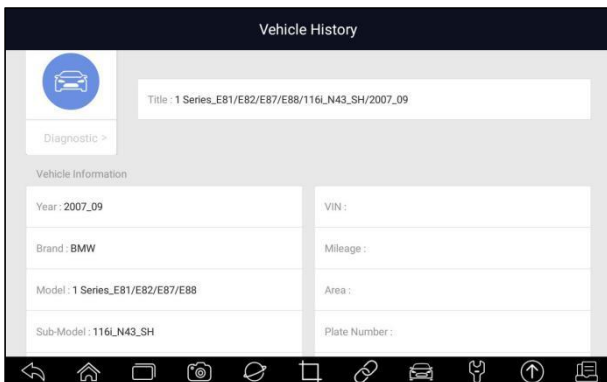 Vehicle History
Title : 1 Series_E81/E82/E87/E88/116i_N43_SH/2007_09
Diagnostic >
Vehicle Information
Year : 2007_09
VIN :
Brand : BMW
Mileage :
Model : 1 Series_E81/E82/E87/E88
Area :
Sub-Model : 116i_N43_SH
Plate Number :